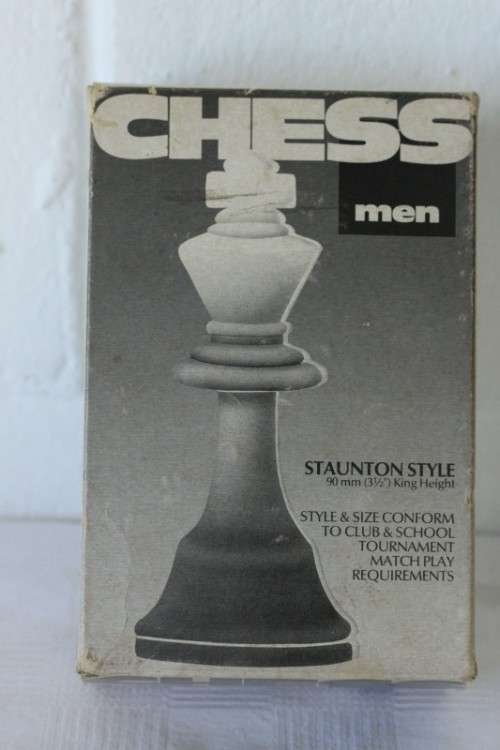 CHESS
men
STAUNTON STYLE
90 mm (3½") King Height
STYLE & SIZE CONFORM
TO CLUB & SCHOOL
TOURNAMENT
MATCH PLAY
REQUIREMENTS